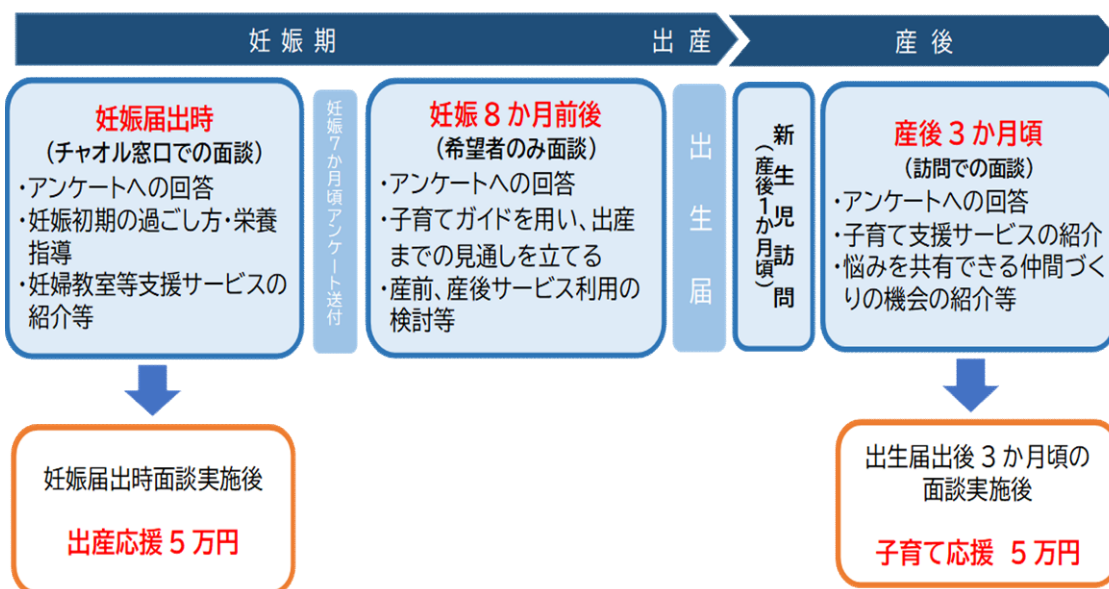 妊娠期
出産
産後
妊娠届出時
（チャオル窓口での面談）
・アンケートへの回答
・妊娠初期の過ごし方・栄養
指導
・妊婦教室等支援サービスの
紹介等
妊娠７か月頃アンケート送付
妊娠８か月前後
（希望者のみ面談）
・アンケートへの回答
・子育てガイドを用い、出産
までの見通しを立てる
・産前、産後サービス利用の
検討等
出生届
新生児訪問
（産後1か月頃）
産後３か月頃
（訪問での面談）
・アンケートへの回答
・子育て支援サービスの紹介
・悩みを共有できる仲間づく
りの機会の紹介等
妊娠届出時面談実施後
出産応援５万円
出生届出後３か月頃の
面談実施後
子育て応援　５万円